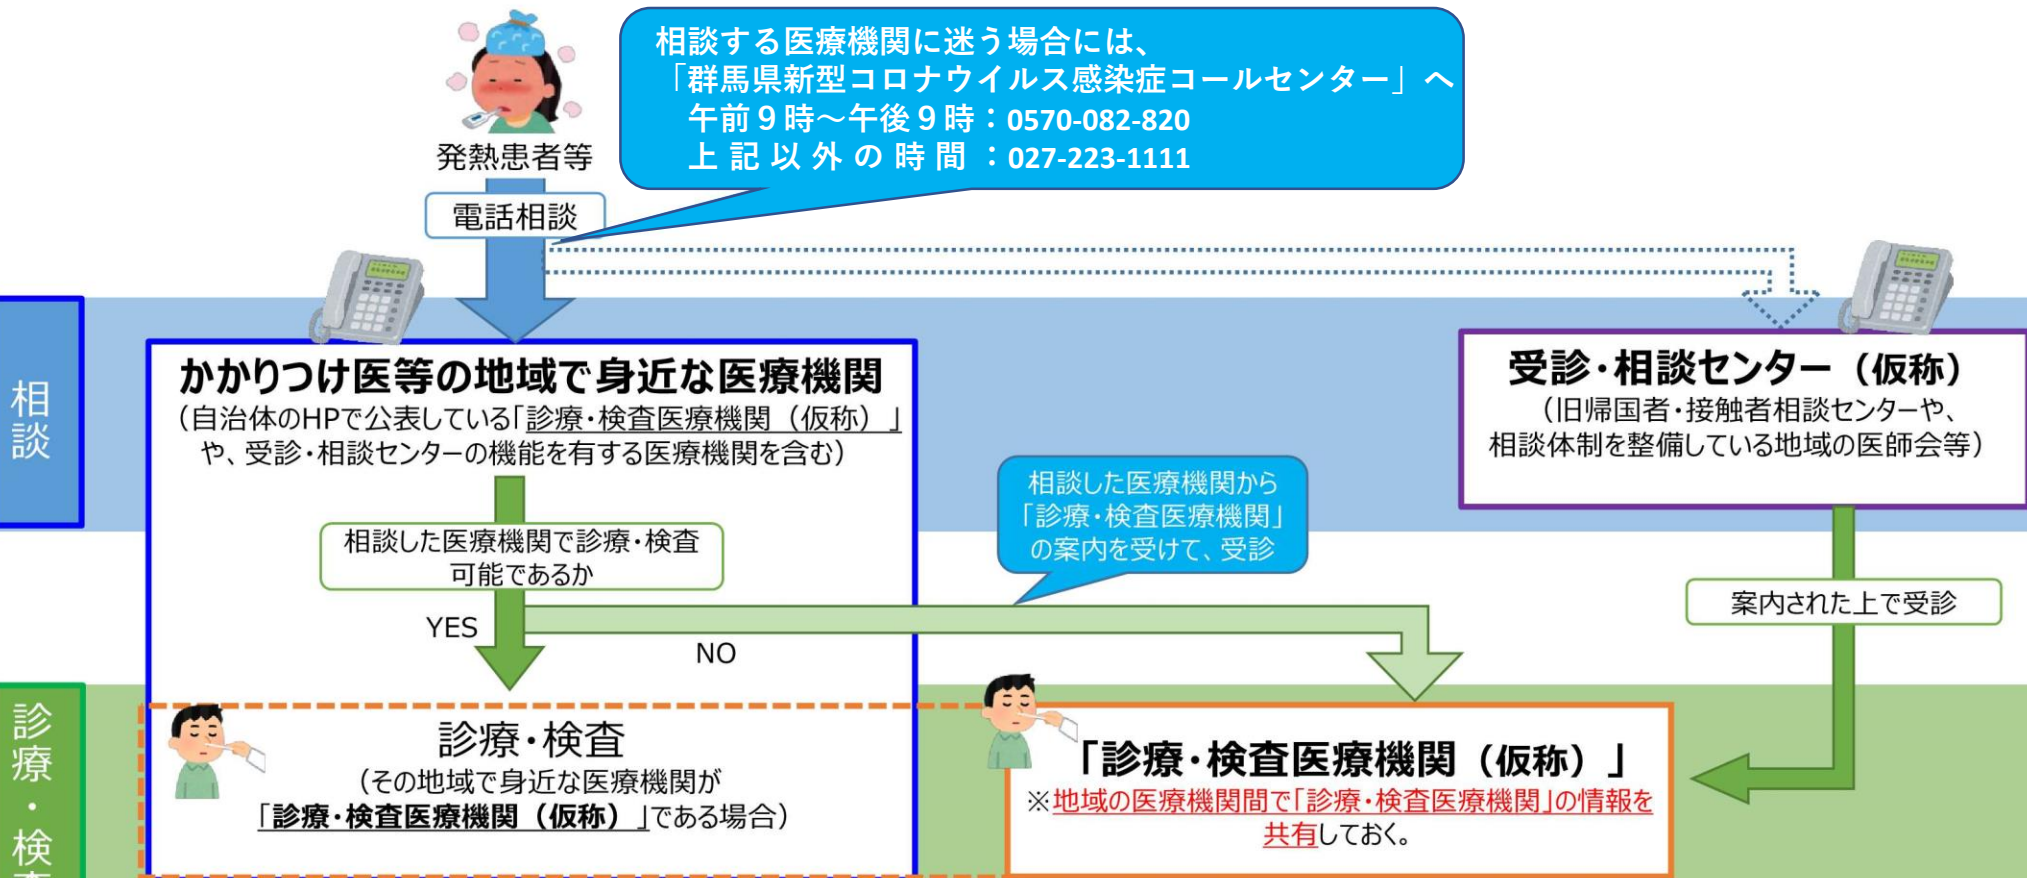 相談する医療機関に迷う場合には、
「群馬県新型コロナウイルス感染症コールセンター」へ
午前９時～午後９時：0570-082-820
上記以外の時間：027-223-1111
発熱患者等
電話相談
相談
かかりつけ医等の地域で身近な医療機関
（自治体のHPで公表している「診療・検査医療機関（仮称）」
や、受診・相談センターの機能を有する医療機関を含む）
受診・相談センター（仮称）
（旧帰国者・接触者相談センターや、
相談体制を整備している地域の医師会等）
相談した医療機関から
「診療・検査医療機関」
の案内を受けて、受診
相談した医療機関で診療・検査
可能であるか
案内された上で受診
YES
NO
診療・検査
診療・検査
（その地域で身近な医療機関が
「診療・検査医療機関（仮称）」である場合）
「診療・検査医療機関（仮称）」
※地域の医療機関間で「診療・検査医療機関」の情報を
共有しておく。